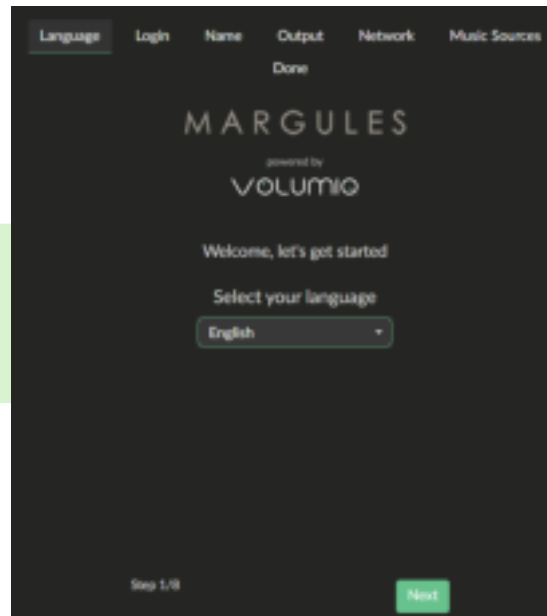 Language Login Name Output Network Music Sources
Done
MARGULES
powered by
VOLUMIO
Welcome, let's get started
Select your language
English
Step 1/8
Next